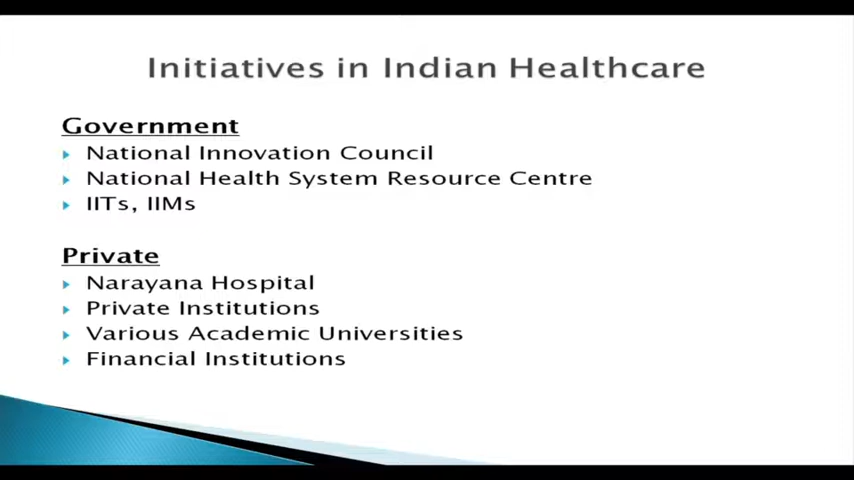 Initiatives in Indian Healthcare
Government
National Innovation Council
National Health System Resource Centre
IITs, IIMs
Private
Narayana Hospital
Private Institutions
Various Academic Universities
Financial Institutions